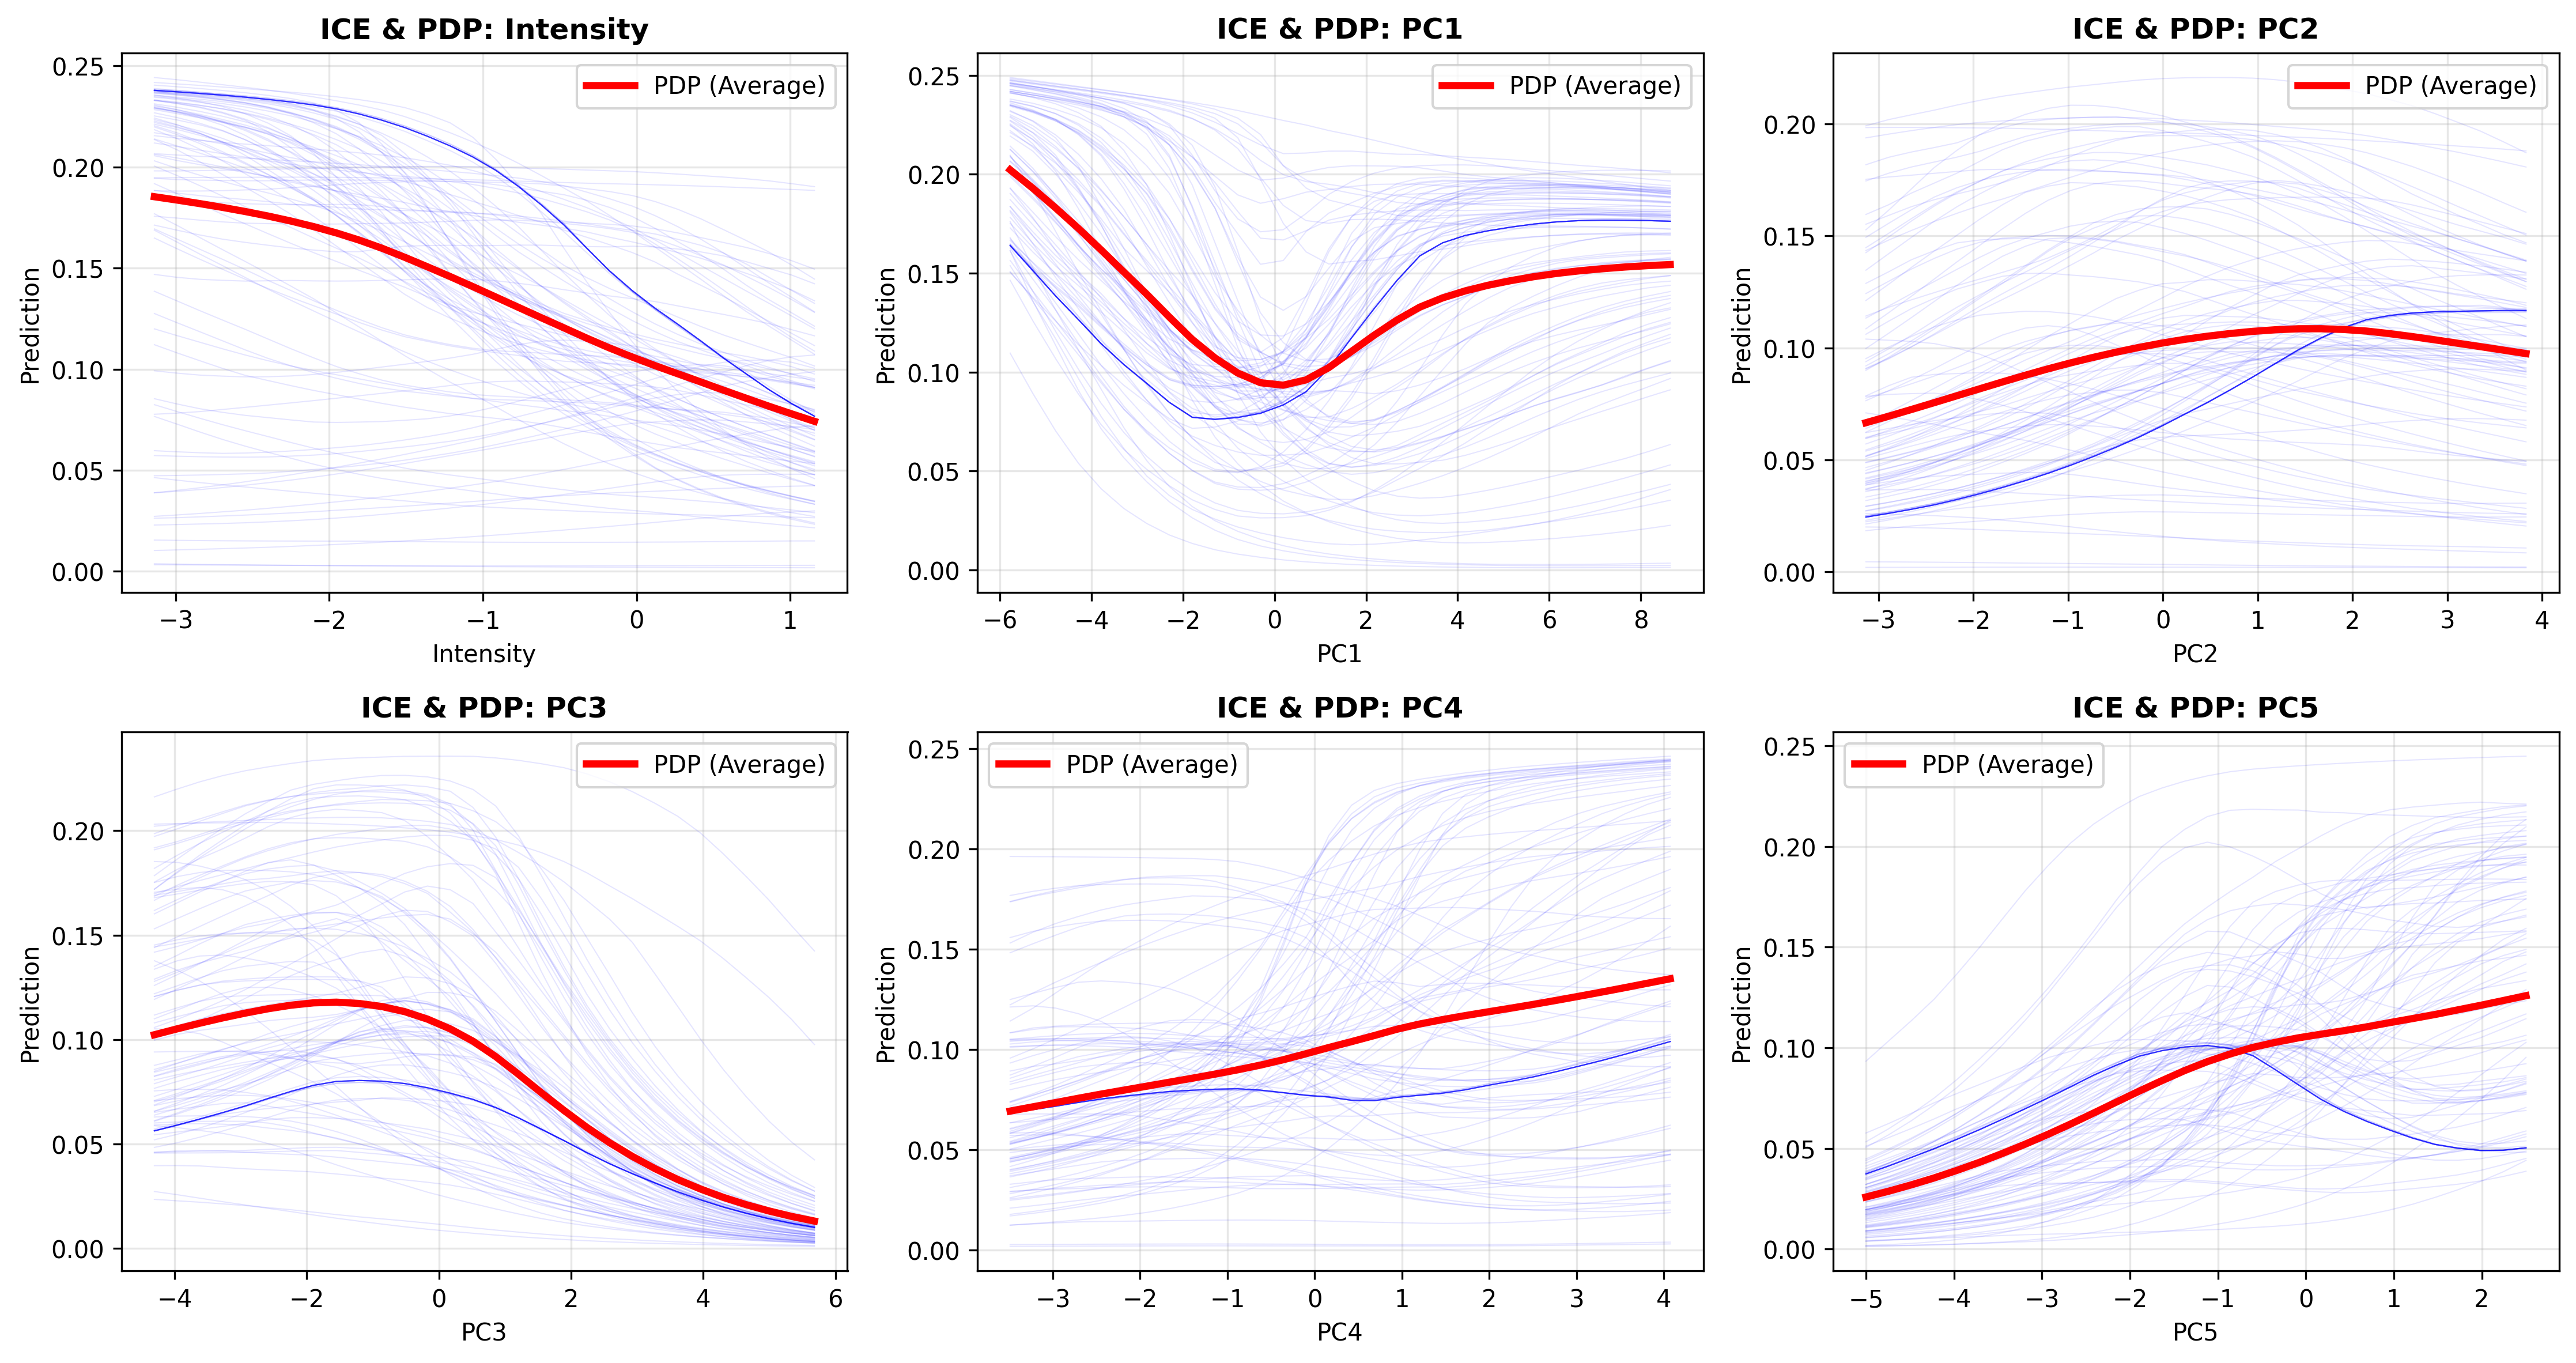 ICE & PDP: Intensity
PDP (Average)
0.25
0.20
0.15
0.10
0.05
0.00
Prediction
−3 −2 −1 0 1
Intensity
ICE & PDP: PC1
PDP (Average)
0.25
0.20
0.15
0.10
0.05
0.00
Prediction
−6 −4 −2 0 2 4 6 8
PC1
ICE & PDP: PC2
PDP (Average)
0.20
0.15
0.10
0.05
0.00
Prediction
−3 −2 −1 0 1 2 3 4
PC2
ICE & PDP: PC3
PDP (Average)
0.20
0.15
0.10
0.05
0.00
Prediction
−4 −2 0 2 4 6
PC3
ICE & PDP: PC4
PDP (Average)
0.25
0.20
0.15
0.10
0.05
0.00
Prediction
−3 −2 −1 0 1 2 3 4
PC4
ICE & PDP: PC5
PDP (Average)
0.25
0.20
0.15
0.10
0.05
0.00
Prediction
−5 −4 −3 −2 −1 0 1 2
PC5